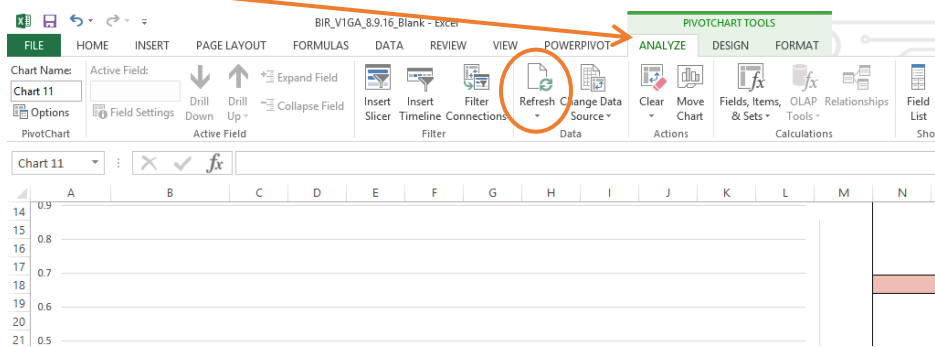 BIR_V1GA_8.9.16_Blank - Excel
PIVOTCHART TOOLS
FILE HOME INSERT PAGE LAYOUT FORMULAS DATA REVIEW VIEW POWERPIVOT ANALYZE DESIGN FORMAT
Chart Name:
Chart 11
Options
PivotChart
Active Field:
Field Settings
Drill Down
Drill Up
Expand Field
Collapse Field
Active Field
Insert Slicer
Insert Timeline
Filter Connections
Filter
Refresh
Change Data Source
Data
Clear
Move Chart
Actions
Fields, Items, & Sets
OLAP Tools
Relationships
Calculations
Field List
Sho
Chart 11
fx
A B C D E F G H I J K L M N
14
0.9
15
0.8
16
17
0.7
18
19
0.6
20
21
0.5